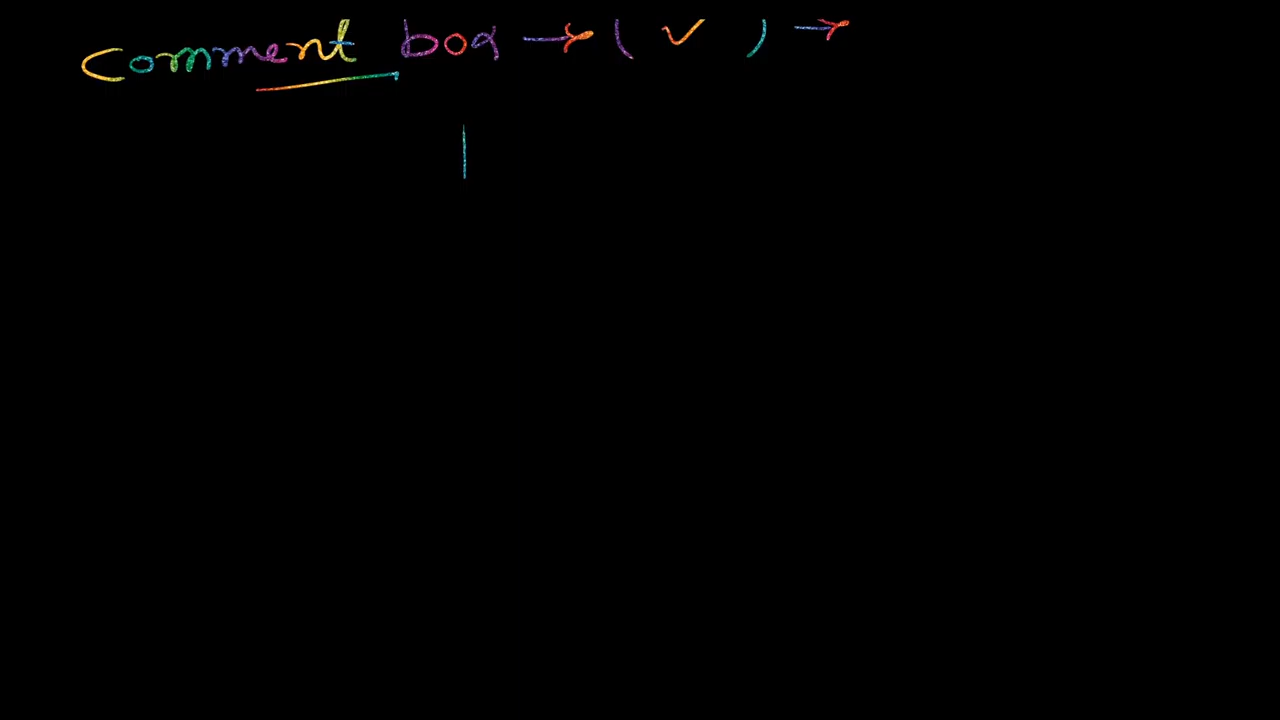 comment box → ( ✓ ) →
|